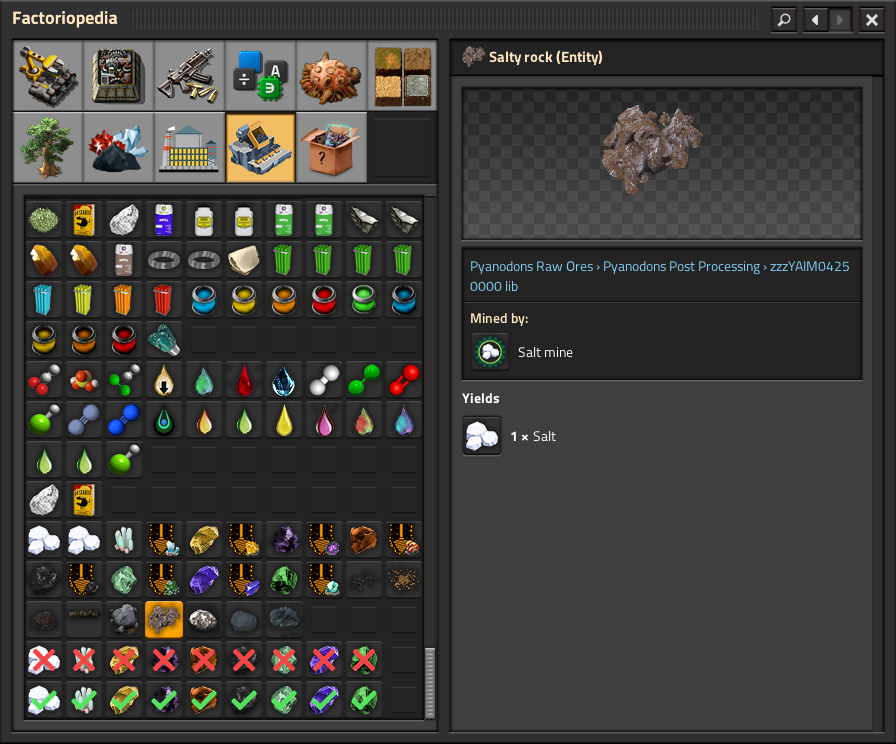 Factoriopedia
Salty rock (Entity)
Pyanodons Raw Ores › Pyanodons Post Processing › zzzYAIM0425
0000 lib
Mined by:
Salt mine
Yields
1 × Salt